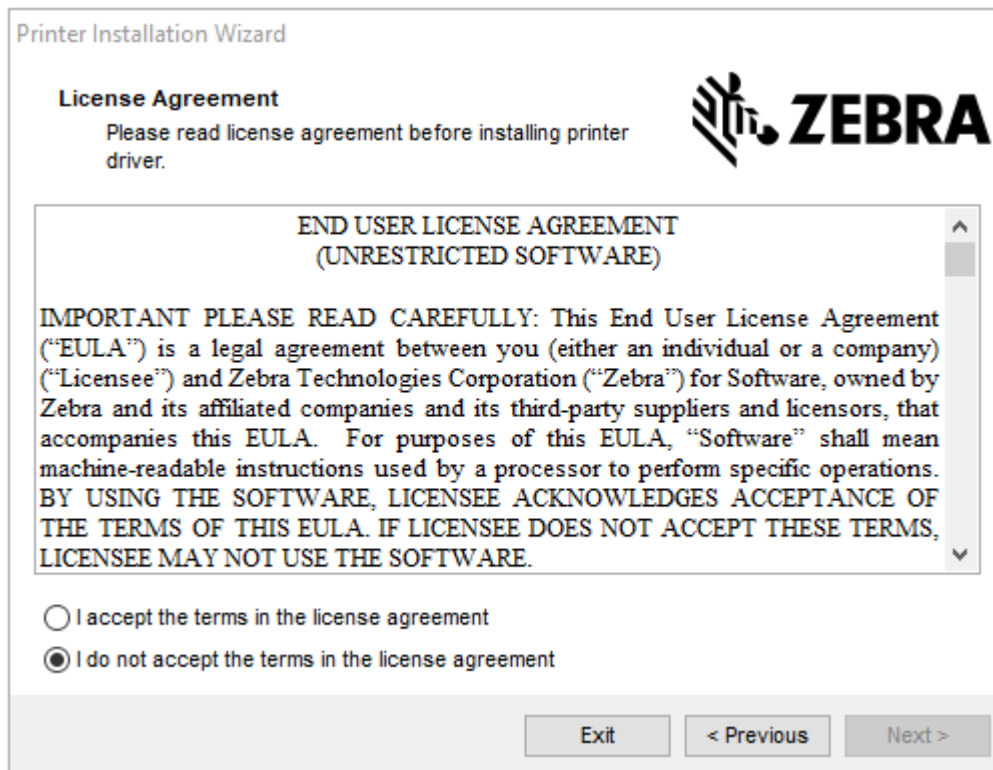 Printer Installation Wizard
License Agreement
Please read license agreement before installing printer
driver.
ZEBRA
END USER LICENSE AGREEMENT
(UNRESTRICTED SOFTWARE)
IMPORTANT PLEASE READ CAREFULLY: This End User License Agreement
(“EULA”) is a legal agreement between you (either an individual or a company)
(“Licensee”) and Zebra Technologies Corporation (“Zebra”) for Software, owned by
Zebra and its affiliated companies and its third-party suppliers and licensors, that
accompanies this EULA. For purposes of this EULA, “Software” shall mean
machine-readable instructions used by a processor to perform specific operations.
BY USING THE SOFTWARE, LICENSEE ACKNOWLEDGES ACCEPTANCE OF
THE TERMS OF THIS EULA. IF LICENSEE DOES NOT ACCEPT THESE TERMS,
LICENSEE MAY NOT USE THE SOFTWARE.
I accept the terms in the license agreement
I do not accept the terms in the license agreement
Exit
< Previous
Next >